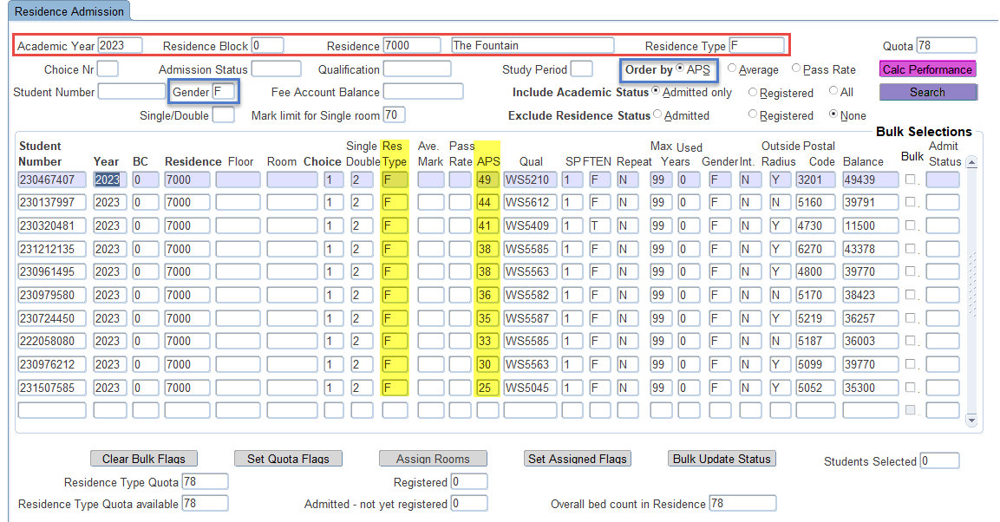 Residence Admission
Academic Year 2023 Residence Block 0 Residence 7000 The Fountain Residence Type F Quota 78
Choice Nr Admission Status Qualification Study Period Order by APS Average Pass Rate Calc Performance
Student Number Gender F Fee Account Balance Include Academic Status Admitted only Registered All Search
Single/Double Mark limit for Single room 70 Exclude Residence Status Admitted Registered None
Bulk Selections
Student Single Res Ave. Pass Max Used Outside Postal Bulk Admit
Number Year BC Residence Floor Room Choice Double Type Mark Rate APS Qual SP FTEN Repeat Years Gender Int. Radius Code Balance Status
230467407 2023 0 7000 1 2 F 49 WS5210 1 F N 99 0 F N Y 3201 49439
230137997 2023 0 7000 1 2 F 44 WS5612 1 F N 99 0 F N N 5160 39791
230320481 2023 0 7000 1 2 F 41 WS5409 1 T N 99 0 F N Y 4730 11500
231212135 2023 0 7000 1 2 F 38 WS5585 1 F N 99 0 F N Y 6270 43378
230961495 2023 0 7000 1 2 F 38 WS5563 1 F N 99 0 F N Y 4800 39770
230979580 2023 0 7000 1 2 F 36 WS5582 1 F N 99 0 F N N 5170 38423
230724450 2023 0 7000 1 2 F 35 WS5587 1 F N 99 0 F N Y 5219 36257
222058080 2023 0 7000 1 2 F 33 WS5585 1 F N 99 0 F N N 5187 36003
230976212 2023 0 7000 1 2 F 30 WS5563 1 F N 99 0 F N Y 5099 39770
231507585 2023 0 7000 1 2 F 25 WS5045 1 F N 99 0 F N Y 5052 35300
Clear Bulk Flags Set Quota Flags Assign Rooms Set Assigned Flags Bulk Update Status Students Selected 0
Residence Type Quota 78 Registered 0
Residence Type Quota available 78 Admitted - not yet registered 0 Overall bed count in Residence 78